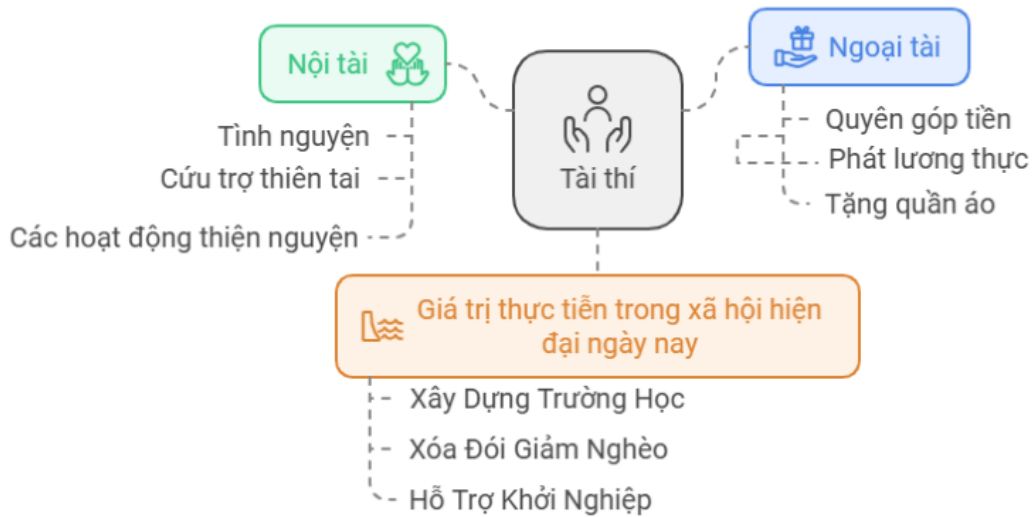 Nội tài
Tình nguyện
Cứu trợ thiên tai
Các hoạt động thiện nguyện
Tài thí
Ngoại tài
Quyên góp tiền
Phát lương thực
Tặng quần áo
Giá trị thực tiễn trong xã hội hiện
đại ngày nay
Xây Dựng Trường Học
Xóa Đói Giảm Nghèo
Hỗ Trợ Khởi Nghiệp